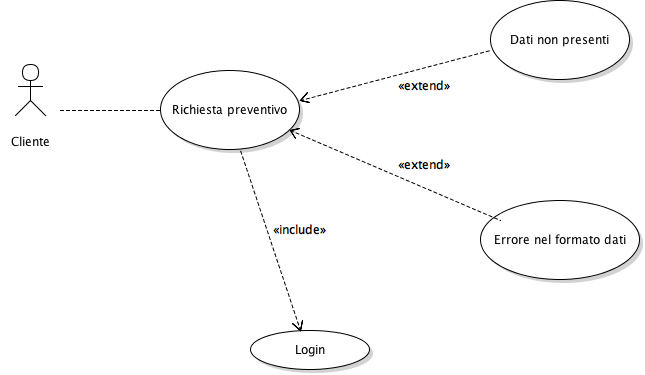 Dati non presenti
«extend»
Richiesta preventivo
Cliente
«extend»
«include»
Errore nel formato dati
Login